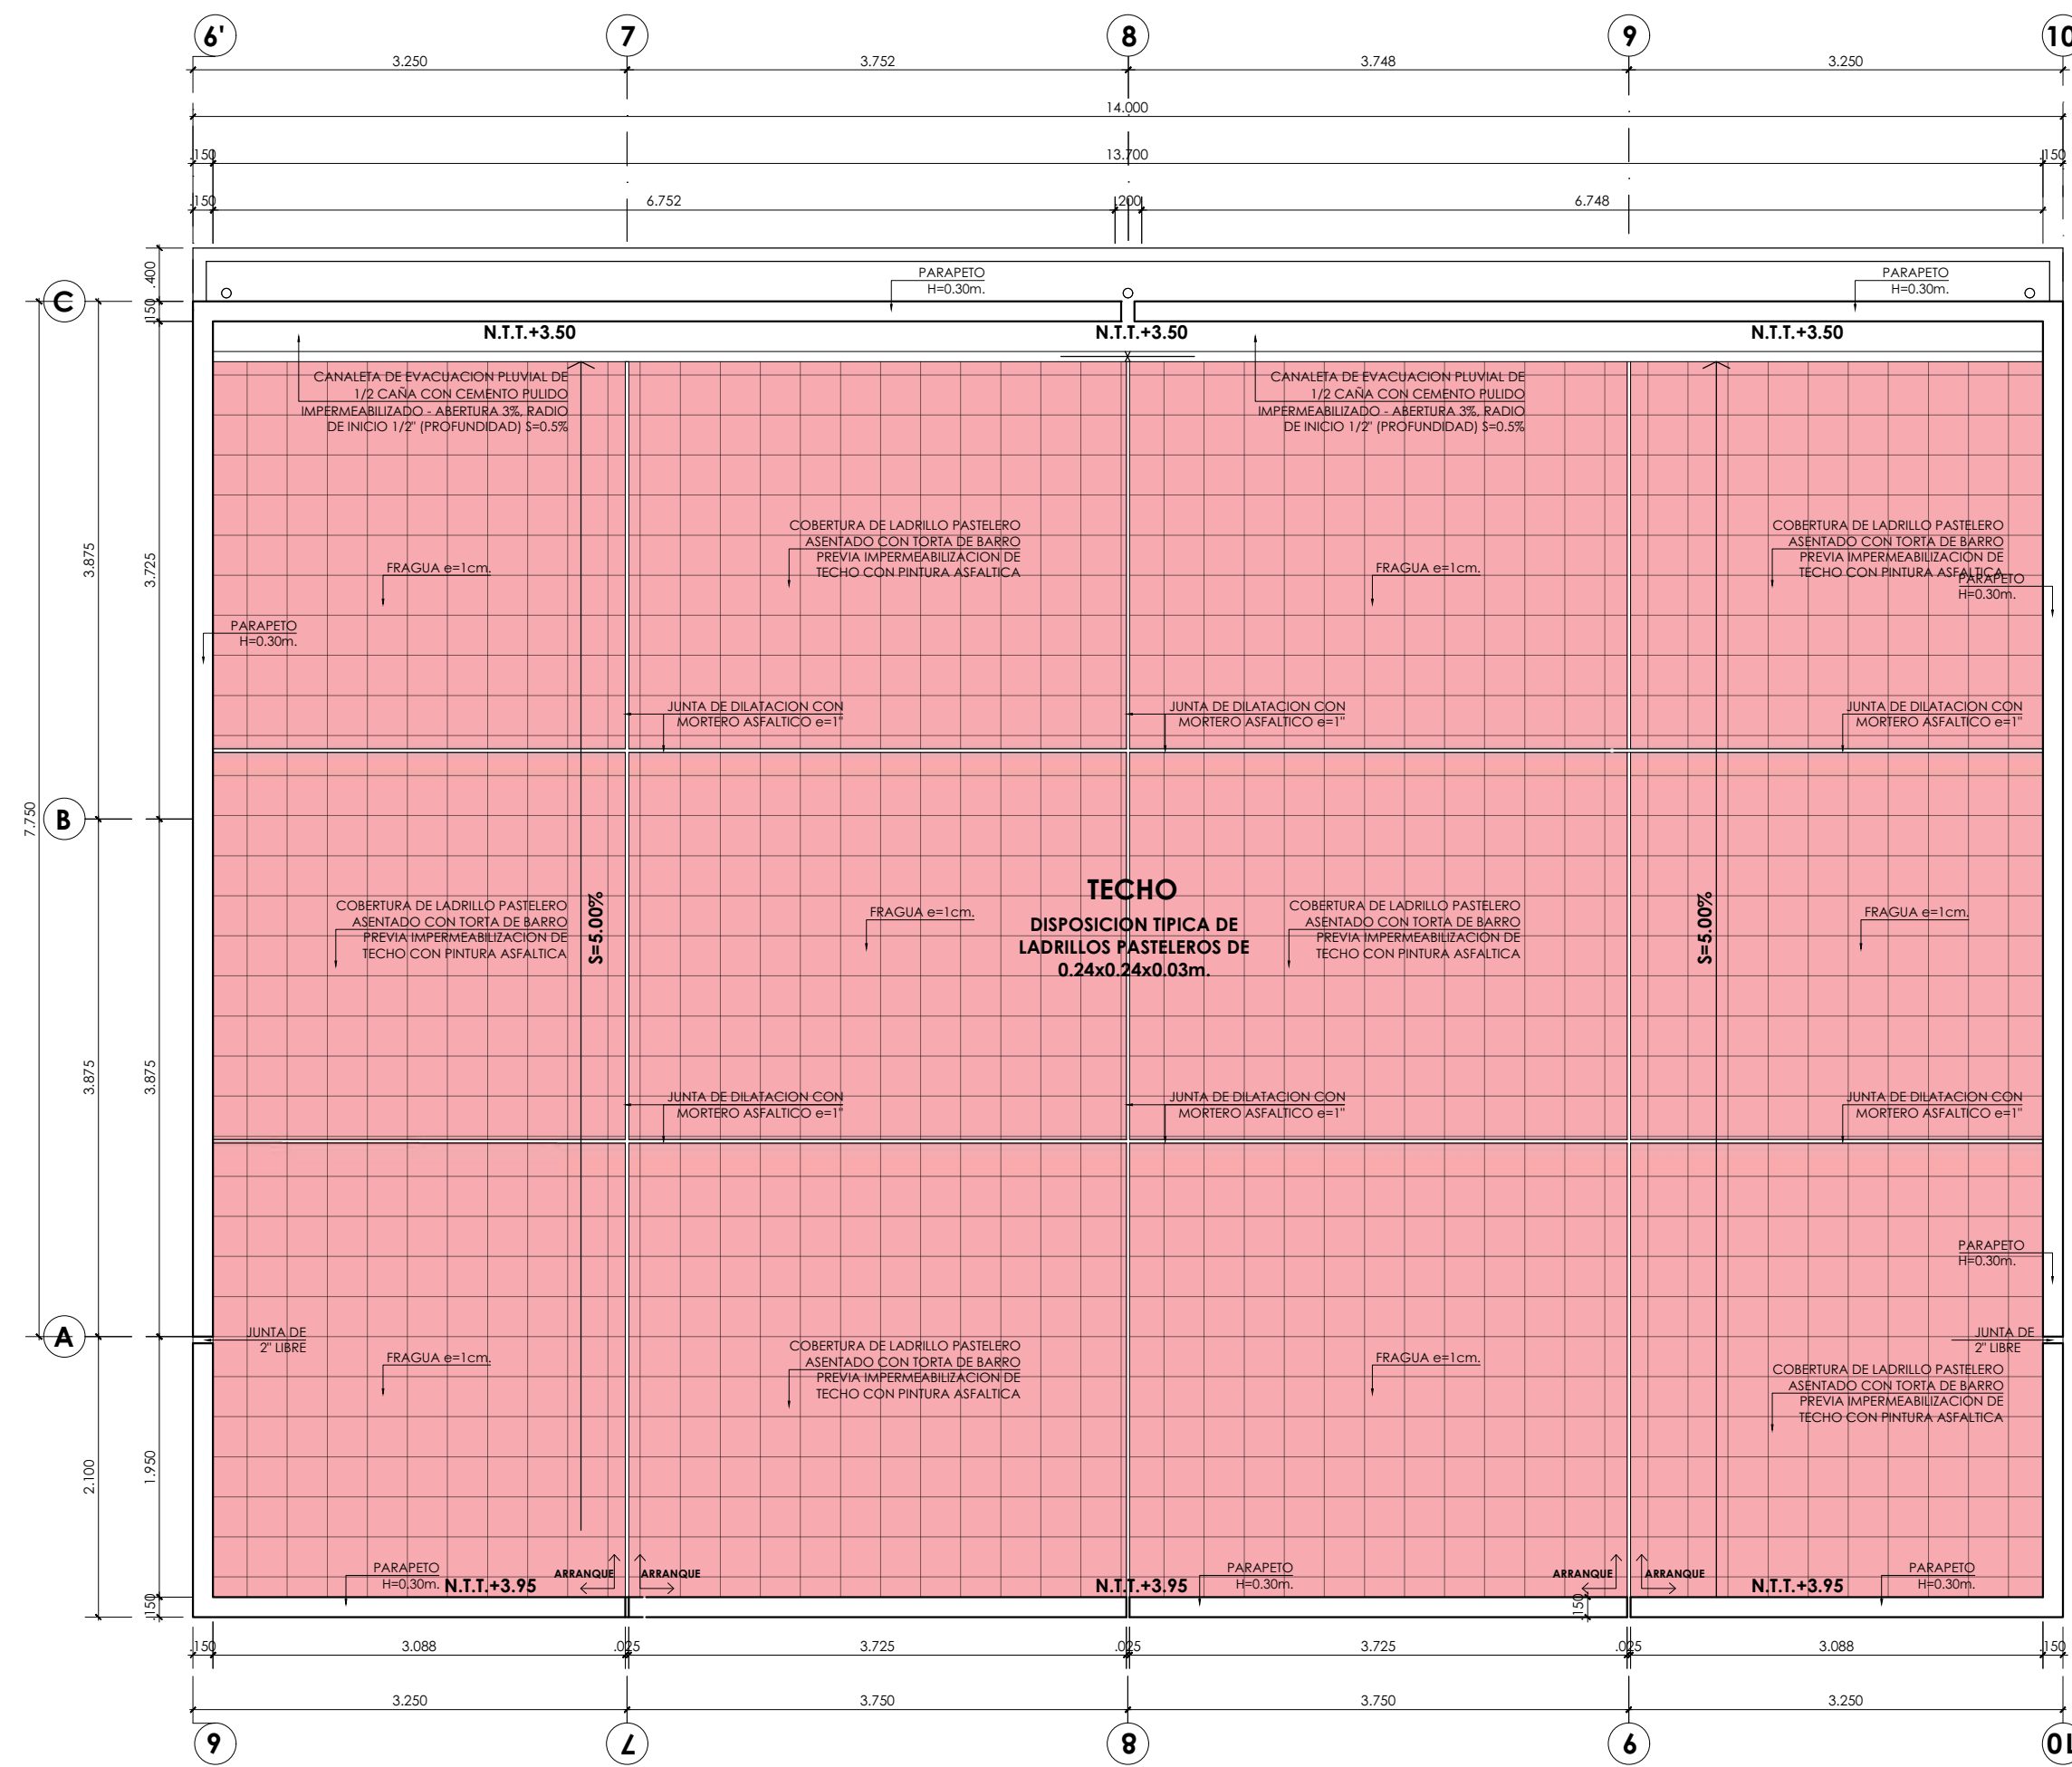 6' 7 8 9 10
3.250 3.752 3.748 3.250
14.000
.150 13.700 .150
.150 6.752 .200 6.748
.400
PARAPETO
H=0.30m.
PARAPETO
H=0.30m.
C
.150
N.T.T.+3.50 N.T.T.+3.50 N.T.T.+3.50
CANALETA DE EVACUACION PLUVIAL DE
1/2 CAÑA CON CEMENTO PULIDO
IMPERMEABILIZADO - ABERTURA 3%, RADIO
DE INICIO 1/2" (PROFUNDIDAD) S=0.5%
CANALETA DE EVACUACION PLUVIAL DE
1/2 CAÑA CON CEMENTO PULIDO
IMPERMEABILIZADO - ABERTURA 3%, RADIO
DE INICIO 1/2" (PROFUNDIDAD) S=0.5%
3.875
3.725
FRAGUA e=1cm.
COBERTURA DE LADRILLO PASTELERO
ASENTADO CON TORTA DE BARRO
PREVIA IMPERMEABILIZACION DE
TECHO CON PINTURA ASFALTICA
FRAGUA e=1cm.
COBERTURA DE LADRILLO PASTELERO
ASENTADO CON TORTA DE BARRO
PREVIA IMPERMEABILIZACION DE
TECHO CON PINTURA ASFALTICA
PARAPETO
H=0.30m.
PARAPETO
H=0.30m.
JUNTA DE DILATACION CON
MORTERO ASFALTICO e=1"
JUNTA DE DILATACION CON
MORTERO ASFALTICO e=1"
JUNTA DE DILATACION CON
MORTERO ASFALTICO e=1"
7.750
B
COBERTURA DE LADRILLO PASTELERO
ASENTADO CON TORTA DE BARRO
PREVIA IMPERMEABILIZACION DE
TECHO CON PINTURA ASFALTICA
S=5.00%
FRAGUA e=1cm.
TECHO
DISPOSICION TIPICA DE
LADRILLOS PASTELEROS DE
0.24x0.24x0.03m.
COBERTURA DE LADRILLO PASTELERO
ASENTADO CON TORTA DE BARRO
PREVIA IMPERMEABILIZACION DE
TECHO CON PINTURA ASFALTICA
S=5.00%
FRAGUA e=1cm.
3.875
3.875
JUNTA DE DILATACION CON
MORTERO ASFALTICO e=1"
JUNTA DE DILATACION CON
MORTERO ASFALTICO e=1"
JUNTA DE DILATACION CON
MORTERO ASFALTICO e=1"
PARAPETO
H=0.30m.
A
JUNTA DE
2" LIBRE
JUNTA DE
2" LIBRE
FRAGUA e=1cm.
COBERTURA DE LADRILLO PASTELERO
ASENTADO CON TORTA DE BARRO
PREVIA IMPERMEABILIZACION DE
TECHO CON PINTURA ASFALTICA
FRAGUA e=1cm.
COBERTURA DE LADRILLO PASTELERO
ASENTADO CON TORTA DE BARRO
PREVIA IMPERMEABILIZACION DE
TECHO CON PINTURA ASFALTICA
2.100
1.950
PARAPETO
H=0.30m.
N.T.T.+3.95
ARRANQUE ARRANQUE
N.T.T.+3.95
PARAPETO
H=0.30m.
ARRANQUE ARRANQUE
N.T.T.+3.95
PARAPETO
H=0.30m.
.150
.150
.150 3.088 .025 3.725 .025 3.725 .025 3.088 .150
3.250 3.750 3.750 3.250
6 7 8 9 10